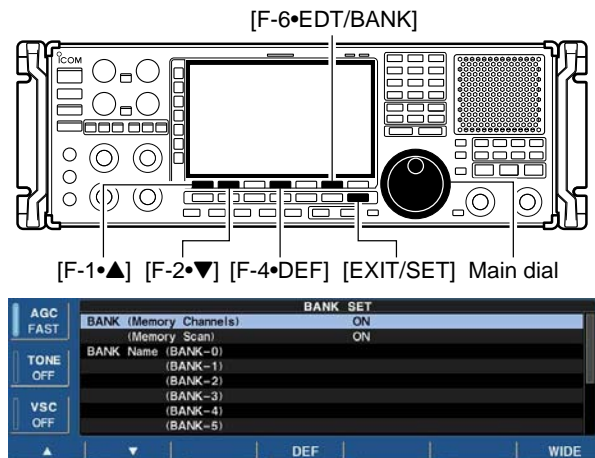 [F-6•EDT/BANK]
ICOM
[F-1•▲] [F-2•▼] [F-4•DEF] [EXIT/SET] Main dial
BANK SET
AGC
FAST
BANK (Memory Channels) ON
(Memory Scan) ON
TONE
OFF
BANK Name (BANK-0)
(BANK-1)
(BANK-2)
(BANK-3)
VSC
OFF
(BANK-4)
(BANK-5)
▲ ▼ DEF WIDE